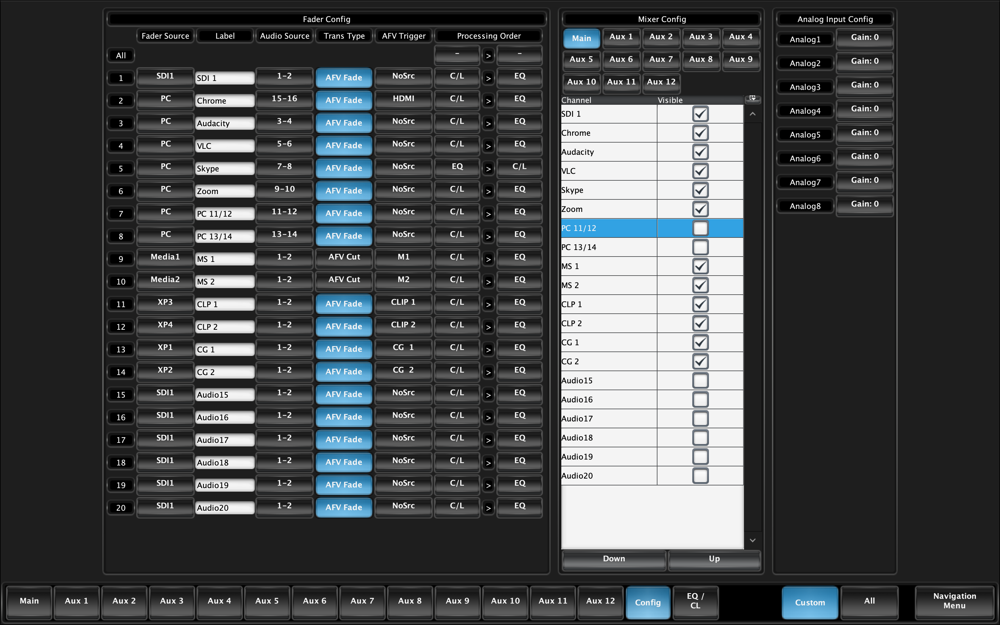 Fader Config
Fader Source Label Audio Source Trans Type AFV Trigger Processing Order
All – > –
1 SDI1 SDI 1 1–2 AFV Fade NoSrc C/L > EQ
2 PC Chrome 15–16 AFV Fade HDMI C/L > EQ
3 PC Audacity 3–4 AFV Fade NoSrc C/L > EQ
4 PC VLC 5–6 AFV Fade NoSrc C/L > EQ
5 PC Skype 7–8 AFV Fade NoSrc EQ > C/L
6 PC Zoom 9–10 AFV Fade NoSrc C/L > EQ
7 PC PC 11/12 11–12 AFV Fade NoSrc C/L > EQ
8 PC PC 13/14 13–14 AFV Fade NoSrc C/L > EQ
9 Media1 MS 1 1–2 AFV Cut M1 C/L > EQ
10 Media2 MS 2 1–2 AFV Cut M2 C/L > EQ
11 XP3 CLP 1 1–2 AFV Fade CLIP 1 C/L > EQ
12 XP4 CLP 2 1–2 AFV Fade CLIP 2 C/L > EQ
13 XP1 CG 1 1–2 AFV Fade CG 1 C/L > EQ
14 XP2 CG 2 1–2 AFV Fade CG 2 C/L > EQ
15 SDI1 Audio15 1–2 AFV Fade NoSrc C/L > EQ
16 SDI1 Audio16 1–2 AFV Fade NoSrc C/L > EQ
17 SDI1 Audio17 1–2 AFV Fade NoSrc C/L > EQ
18 SDI1 Audio18 1–2 AFV Fade NoSrc C/L > EQ
19 SDI1 Audio19 1–2 AFV Fade NoSrc C/L > EQ
20 SDI1 Audio20 1–2 AFV Fade NoSrc C/L > EQ
Mixer Config
Main Aux 1 Aux 2 Aux 3 Aux 4
Aux 5 Aux 6 Aux 7 Aux 8 Aux 9
Aux 10 Aux 11 Aux 12
Channel Visible
SDI 1
Chrome
Audacity
VLC
Skype
Zoom
PC 11/12
PC 13/14
MS 1
MS 2
CLP 1
CLP 2
CG 1
CG 2
Audio15
Audio16
Audio17
Audio18
Audio19
Audio20
Down Up
Analog Input Config
Analog1 Gain: 0
Analog2 Gain: 0
Analog3 Gain: 0
Analog4 Gain: 0
Analog5 Gain: 0
Analog6 Gain: 0
Analog7 Gain: 0
Analog8 Gain: 0
Main Aux 1 Aux 2 Aux 3 Aux 4 Aux 5 Aux 6 Aux 7 Aux 8 Aux 9 Aux 10 Aux 11 Aux 12 Config
EQ /
CL
Custom All
Navigation
Menu